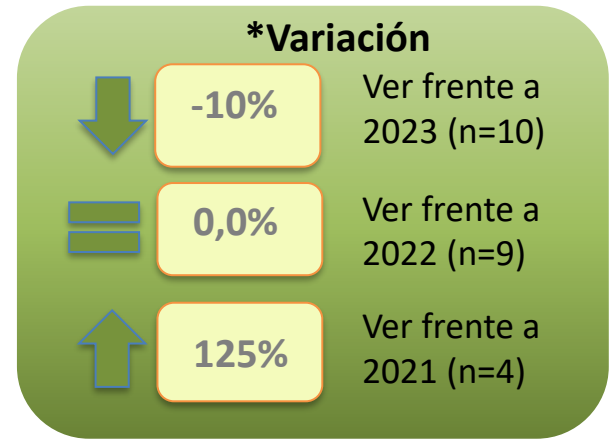 *Variación
-10%
Ver frente a
2023 (n=10)
0,0%
Ver frente a
2022 (n=9)
125%
Ver frente a
2021 (n=4)